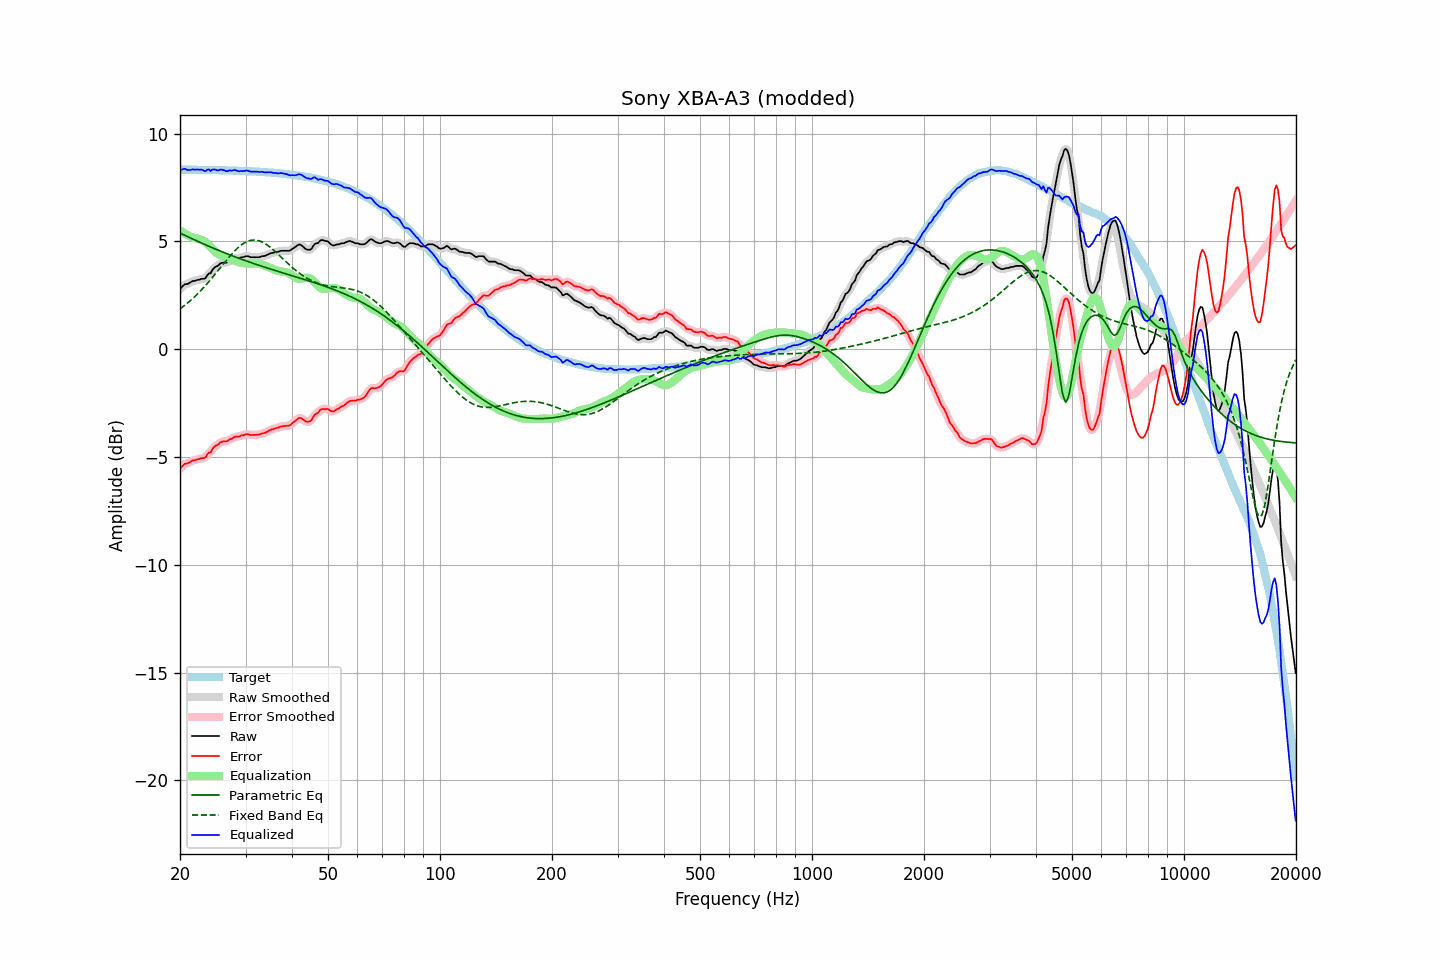 Sony XBA-A3 (modded)
10
5
0
−5
−10
−15
−20
Amplitude (dBr)
Target
Raw Smoothed
Error Smoothed
Raw
Error
Equalization
Parametric Eq
Fixed Band Eq
Equalized
20 50 100 200 500 1000 2000 5000 10000 20000
Frequency (Hz)